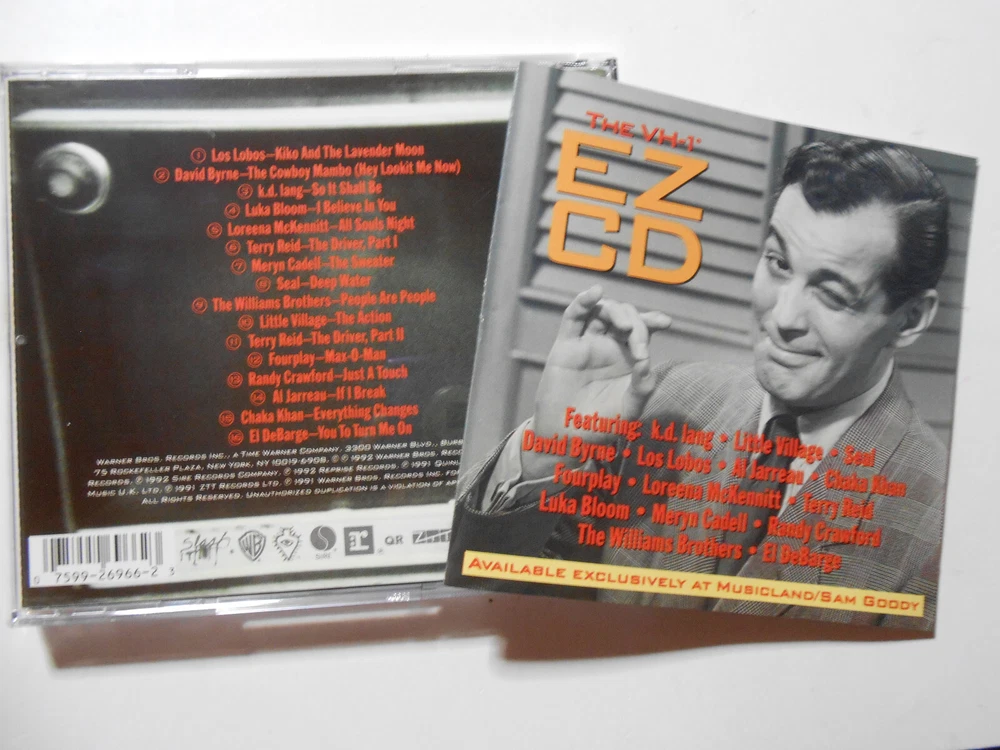 ① Los Lobos–Kiko And The Lavender Moon
② David Byrne–The Cowboy Mambo (Hey Lookit Me Now)
③ k.d. lang–So It Shall Be
④ Luka Bloom–I Believe In You
⑤ Loreena McKennitt–All Souls Night
⑥ Terry Reid–The Driver, Part I
⑦ Meryn Cadell–The Sweater
⑧ Seal–Deep Water
⑨ The Williams Brothers–People Are People
⑩ Little Village–The Action
⑪ Terry Reid–The Driver, Part II
⑫ Fourplay–Max-O-Man
⑬ Randy Crawford–Just A Touch
⑭ Al Jarreau–If I Break
⑮ Chaka Khan–Everything Changes
⑯ El DeBarge–You To Turn Me On
Warner Bros. Records Inc., a Time Warner Company, 3300 Warner Blvd., Burb
75 Rockefeller Plaza, New York, NY 10019-6908. © ℗ 1992 Warner Bros. Rec
Records. ℗ 1992 Sire Records Company. ℗ 1992 Reprise Records. ℗ 1991 Quinl
Music U.K. Ltd. ℗ 1991 ZTT Records Ltd. ℗ 1991 Warner Bros. Records Inc. for
All Rights Reserved. Unauthorized duplication is a violation of ap
0 7599-26966-2 3
WB
SIRE
QR
The VH-1
EZ
CD
Featuring: k.d. lang • Little Village • Seal
David Byrne • Los Lobos • Al Jarreau • Chaka Khan
Fourplay • Loreena McKennitt • Terry Reid
Luka Bloom • Meryn Cadell • Randy Crawford
The Williams Brothers • El DeBarge
Available exclusively at Musicland/Sam Goody